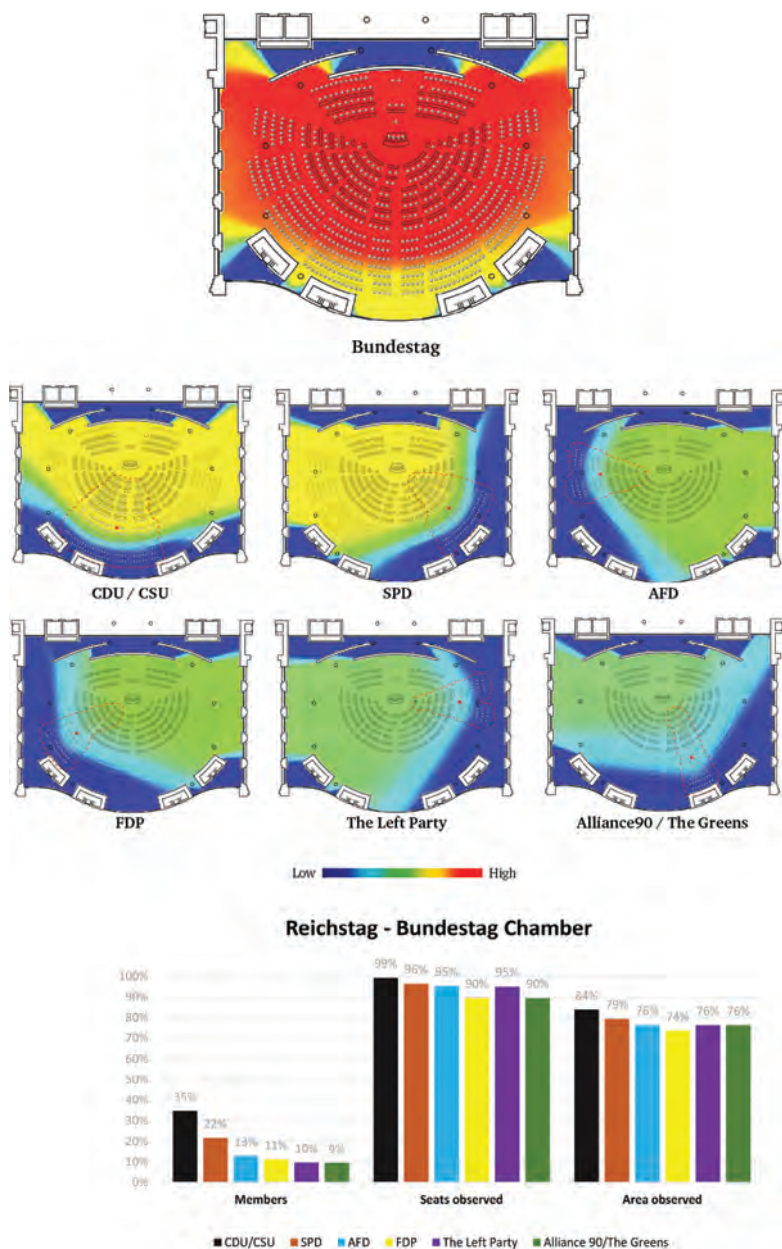 Bundestag
CDU / CSU SPD AFD
FDP The Left Party Alliance90 / The Greens
Low High
Reichstag - Bundestag Chamber
100%
90%
80%
70%
60%
50%
40%
30%
20%
10%
0%
35% 22% 13% 11% 10% 9%
99% 96% 95% 90% 95% 90%
84% 79% 76% 74% 76% 76%
Members Seats observed Area observed
CDU/CSU SPD AFD FDP The Left Party Alliance 90/The Greens